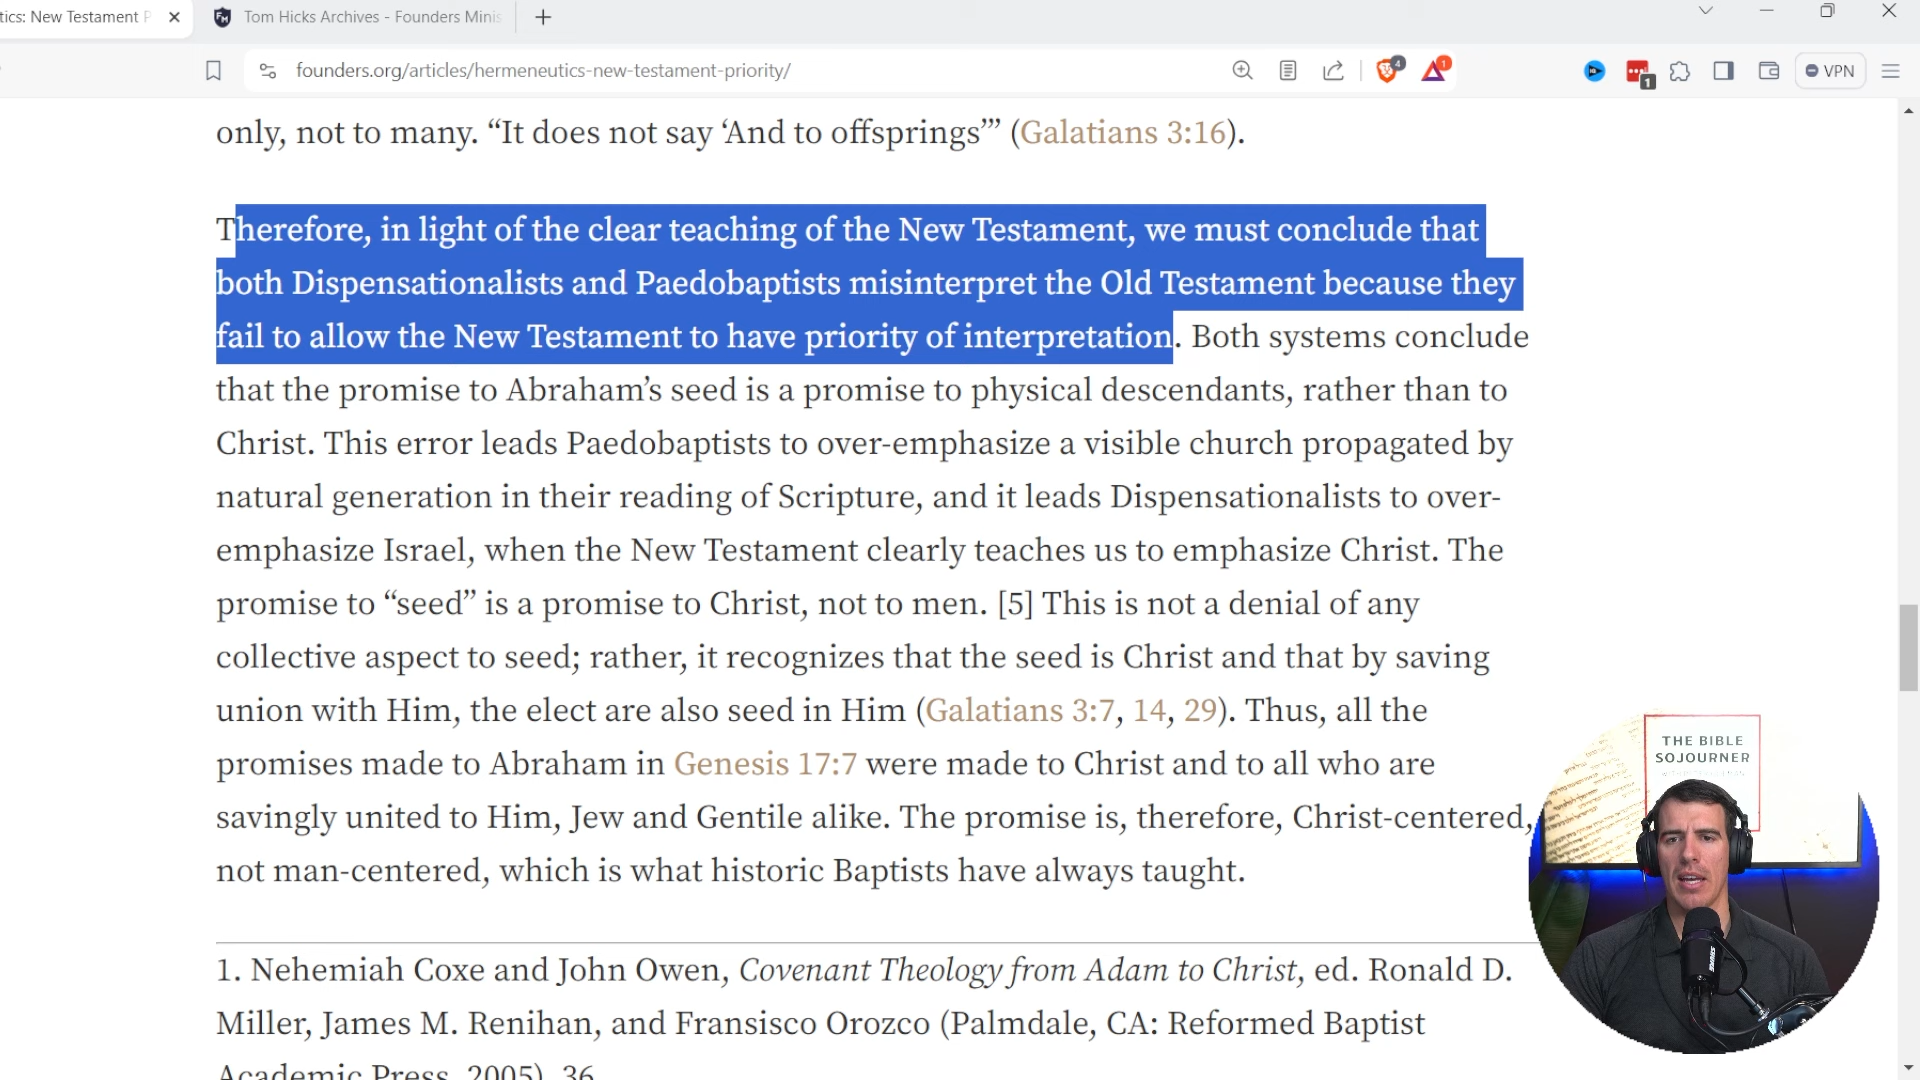 tics: New Testament P
Tom Hicks Archives - Founders Minis
founders.org/articles/hermeneutics-new-testament-priority/
4
1
1
VPN
only, not to many. “It does not say ‘And to offsprings’” (Galatians 3:16).
Therefore, in light of the clear teaching of the New Testament, we must conclude that
both Dispensationalists and Paedobaptists misinterpret the Old Testament because they
fail to allow the New Testament to have priority of interpretation. Both systems conclude
that the promise to Abraham’s seed is a promise to physical descendants, rather than to
Christ. This error leads Paedobaptists to over-emphasize a visible church propagated by
natural generation in their reading of Scripture, and it leads Dispensationalists to over-
emphasize Israel, when the New Testament clearly teaches us to emphasize Christ. The
promise to “seed” is a promise to Christ, not to men. [5] This is not a denial of any
collective aspect to seed; rather, it recognizes that the seed is Christ and that by saving
union with Him, the elect are also seed in Him (Galatians 3:7, 14, 29). Thus, all the
promises made to Abraham in Genesis 17:7 were made to Christ and to all who are
savingly united to Him, Jew and Gentile alike. The promise is, therefore, Christ-centered,
not man-centered, which is what historic Baptists have always taught.
THE BIBLE
SOJOURNER
1. Nehemiah Coxe and John Owen, Covenant Theology from Adam to Christ, ed. Ronald D.
Miller, James M. Renihan, and Fransisco Orozco (Palmdale, CA: Reformed Baptist
Academic Press, 2005), 36.
SHURE